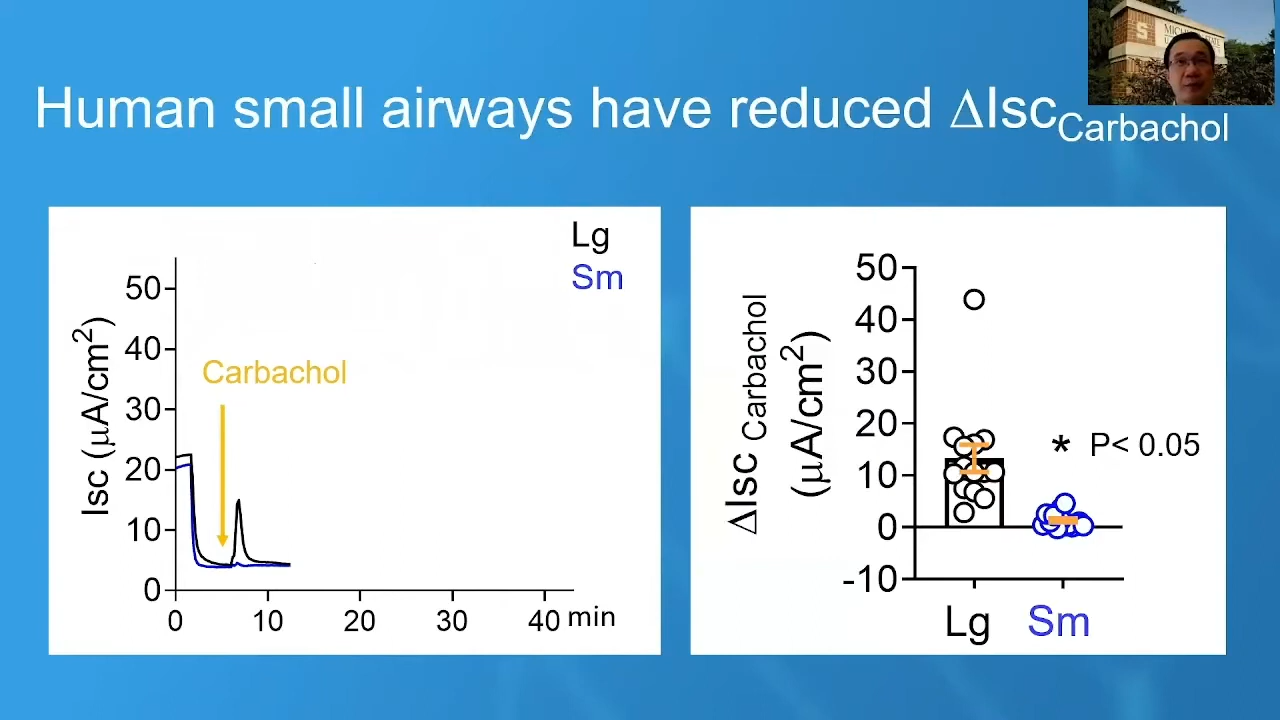 Human small airways have reduced ΔIsc Carbachol
Lg
Sm
Isc (μA/cm2)
50
40
30
20
10
0
Carbachol
0 10 20 30 40 min
ΔIsc Carbachol
(μA/cm2)
50
40
30
20
10
0
-10
* P< 0.05
Lg Sm
S